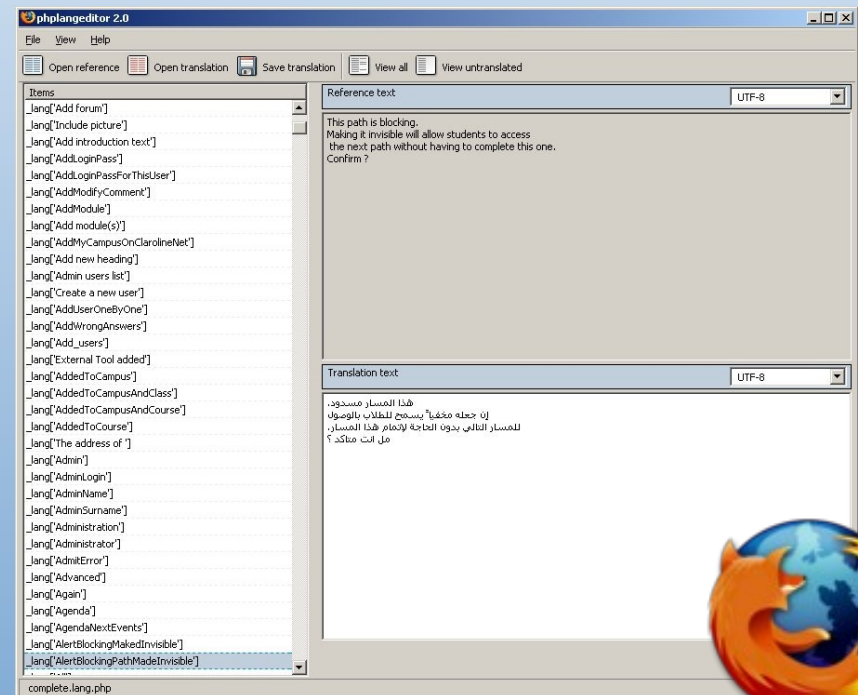 phplangeditor 2.0
File View Help
Open reference Open translation Save translation View all View untranslated
Items
_lang['Add forum']
_lang['Include picture']
_lang['Add introduction text']
_lang['AddLoginPass']
_lang['AddLoginPassForThisUser']
_lang['AddModifyComment']
_lang['AddModule']
_lang['Add module(s)']
_lang['AddMyCampusOnClarolineNet']
_lang['Add new heading']
_lang['Admin users list']
_lang['Create a new user']
_lang['AddUserOneByOne']
_lang['AddWrongAnswers']
_lang['Add_users']
_lang['External Tool added']
_lang['AddedToCampus']
_lang['AddedToCampusAndClass']
_lang['AddedToCampusAndCourse']
_lang['AddedToCourse']
_lang['The address of ']
_lang['Admin']
_lang['AdminLogin']
_lang['AdminName']
_lang['AdminSurname']
_lang['Administration']
_lang['Administrator']
_lang['AdmitError']
_lang['Advanced']
_lang['Again']
_lang['Agenda']
_lang['AgendaNextEvents']
_lang['AlertBlockingMakedInvisible']
_lang['AlertBlockingPathMadeInvisible']
complete.lang.php
Reference text UTF-8
This path is blocking.
Making it invisible will allow students to access
the next path without having to complete this one.
Confirm ?
Translation text UTF-8
هذا المسار مسدود.
إن جعله مخفياً يسمح للطلاب بالوصول
للمسار التالي بدون الحاجة لإتمام هذا المسار.
مل انت متاكد ؟